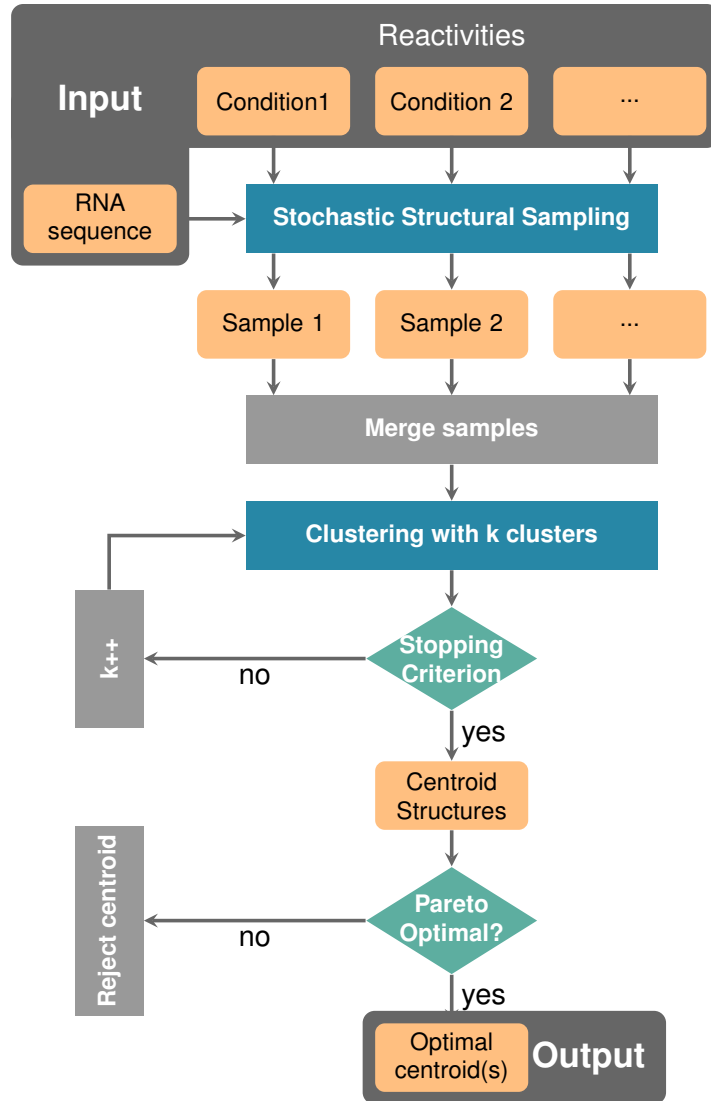 Reactivities
Input
Condition1
Condition 2
...
RNA
sequence
Stochastic Structural Sampling
Sample 1
Sample 2
...
Merge samples
Clustering with k clusters
k++
no
Stopping
Criterion
yes
Centroid
Structures
Reject centroid
no
Pareto
Optimal?
yes
Optimal
centroid(s)
Output